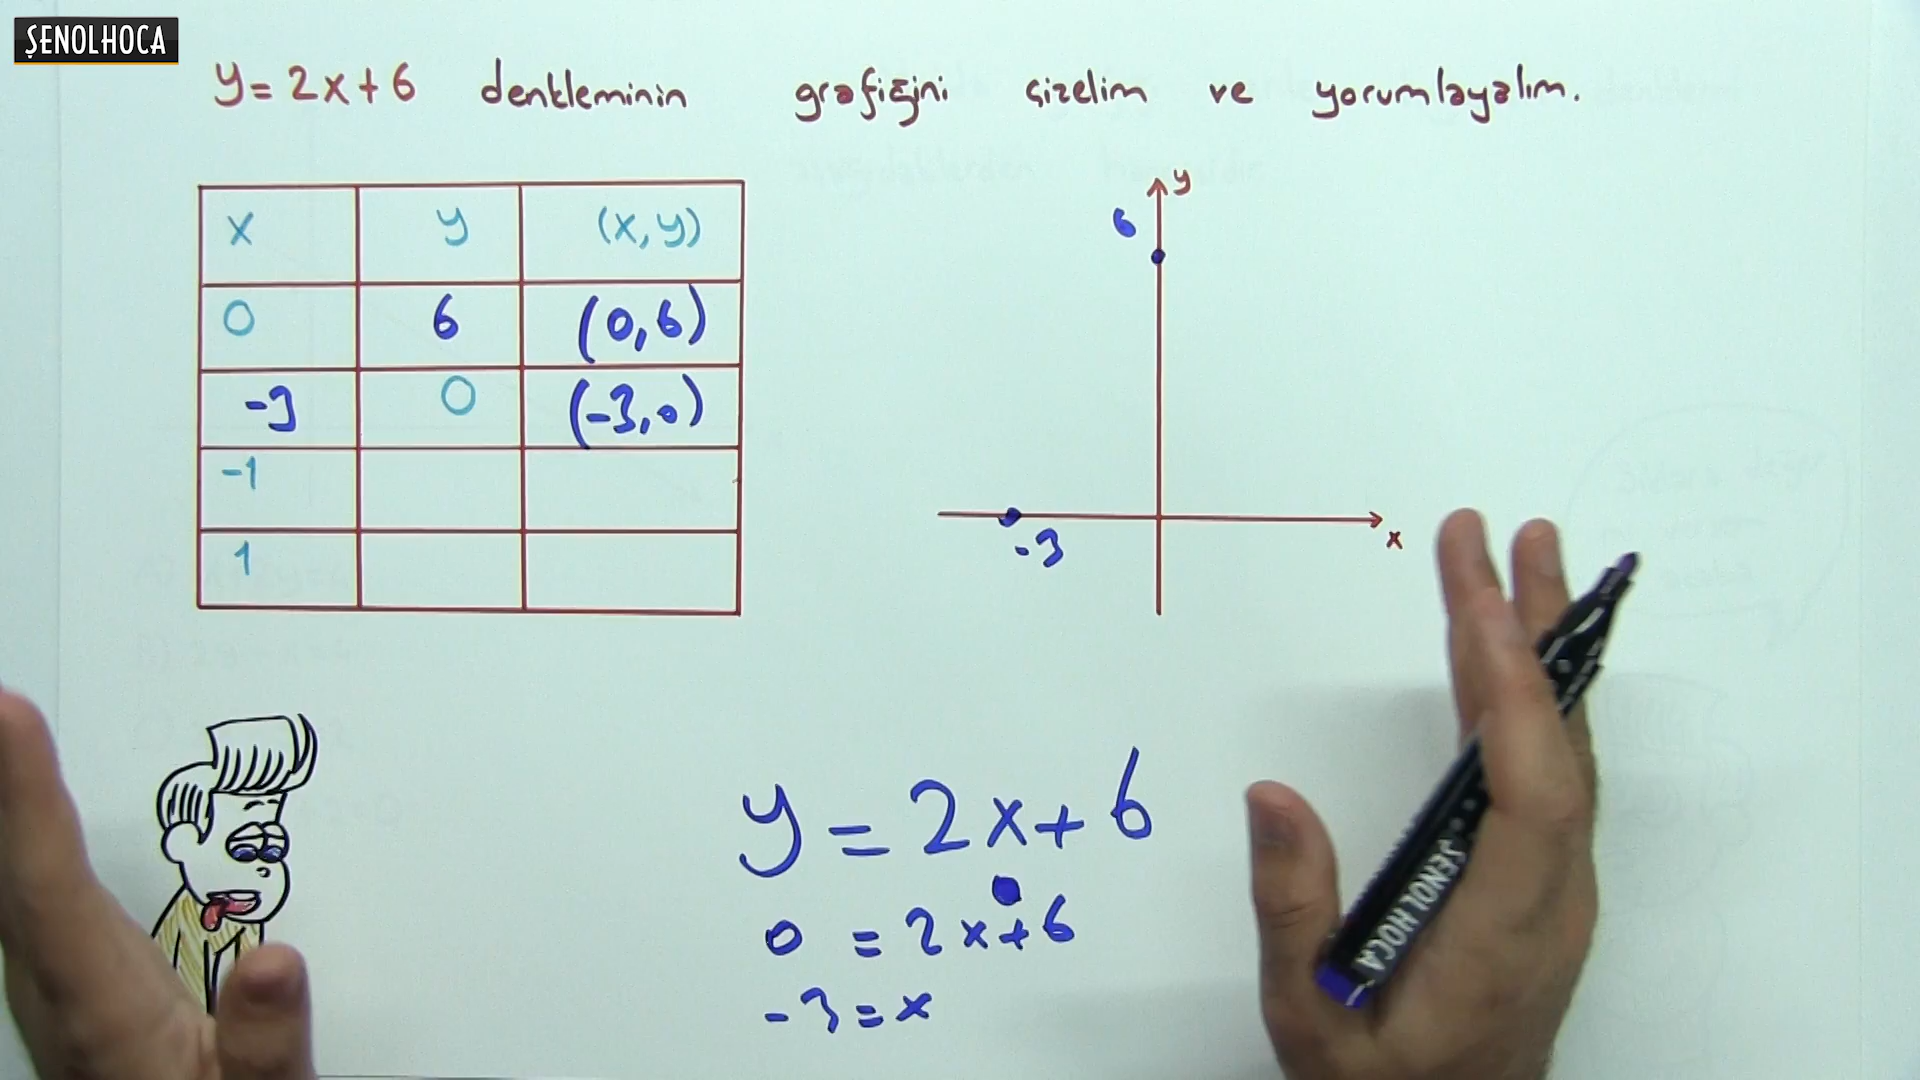 ŞENOLHOCA
y = 2x + 6 denkleminin grafiğini çizelim ve yorumlayalım.
x y (x, y)
0 6 (0, 6)
-3 0 (-3, 0)
-1
1
y
6
-3
x
y = 2x + 6
0 = 2x + 6
-3 = x
ŞENOL HOCA